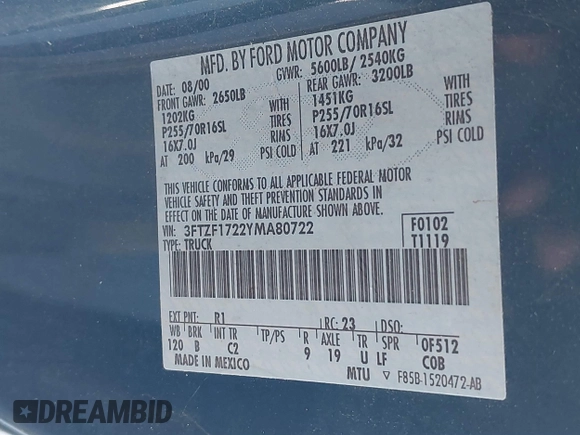 MFD. BY FORD MOTOR COMPANY
DATE: 08/00 GVWR: 5600LB/ 2540KG
FRONT GAWR: 2650LB REAR GAWR: 3200LB
1202KG WITH 1451KG WITH
P255/70R16SL TIRES P255/70R16SL TIRES
16X7.0J RIMS 16X7.0J RIMS
AT 200 kPa/29 PSI COLD AT 221 kPa/32 PSI COLD
THIS VEHICLE CONFORMS TO ALL APPLICABLE FEDERAL MOTOR
VEHICLE SAFETY AND THEFT PREVENTION STANDARDS IN
EFFECT ON THE DATE OF MANUFACTURE SHOWN ABOVE.
VIN: 3FTZF1722YMA80722 F0102
TYPE: TRUCK T1119
EXT PNT: R1 RC: 23 DSO:
WB BRK INT TR TP/PS R AXLE TR SPR OF512
120 B C2 9 19 U LF COB
MADE IN MEXICO MTU F85B-1520472-AB
DREAMBID